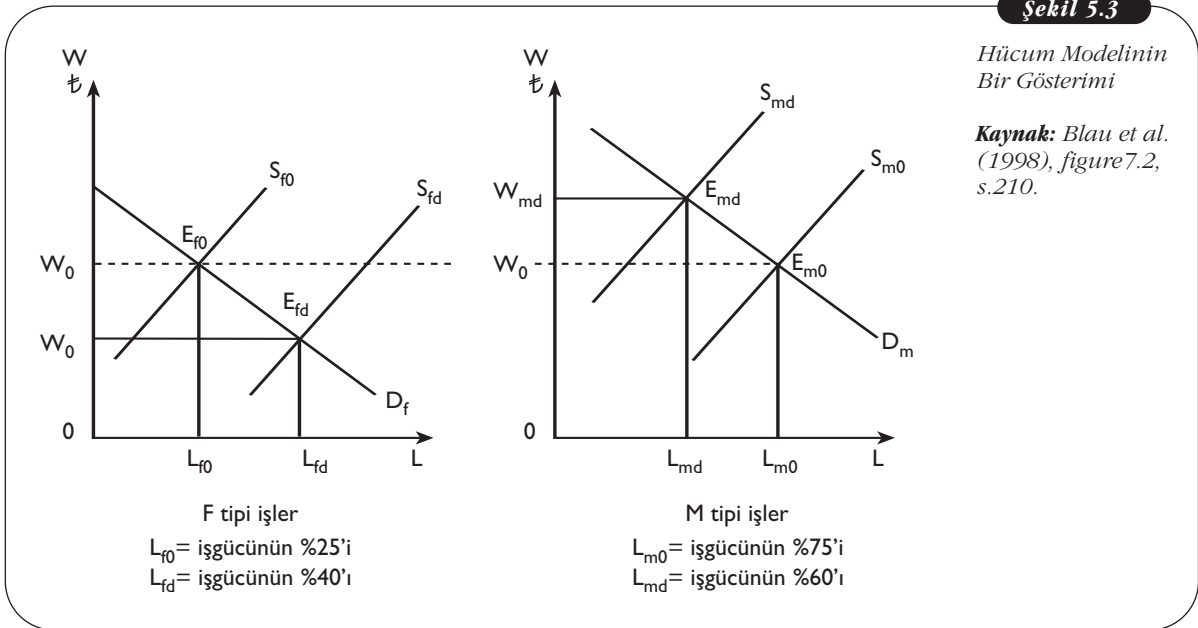 Şekil 5.3
Hücum Modelinin
Bir Gösterimi
Kaynak: Blau et al.
(1998), figure7.2,
s.210.
W
₺
S_f0
S_fd
E_f0
W_0
E_fd
W_0
D_f
0
L_f0 L_fd L
F tipi işler
L_f0= işgücünün %25'i
L_fd= işgücünün %40'ı
W
₺
S_md
S_m0
W_md
E_md
W_0
E_m0
D_m
0
L_md L_m0 L
M tipi işler
L_m0= işgücünün %75'i
L_md= işgücünün %60'ı